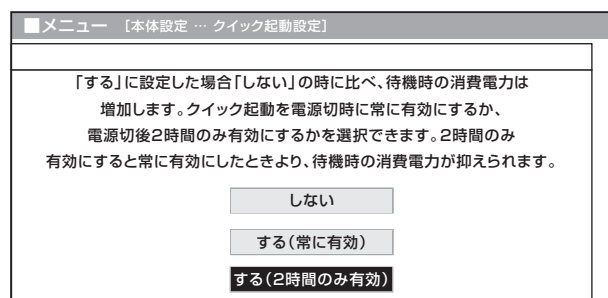 ■メニュー [本体設定 … クイック起動設定]
「する」に設定した場合「しない」の時に比べ、待機時の消費電力は
増加します。クイック起動を電源切時に常に有効にするか、
電源切後2時間のみ有効にするかを選択できます。2時間のみ
有効にすると常に有効にしたときより、待機時の消費電力が抑えられます。
しない
する(常に有効)
する(2時間のみ有効)